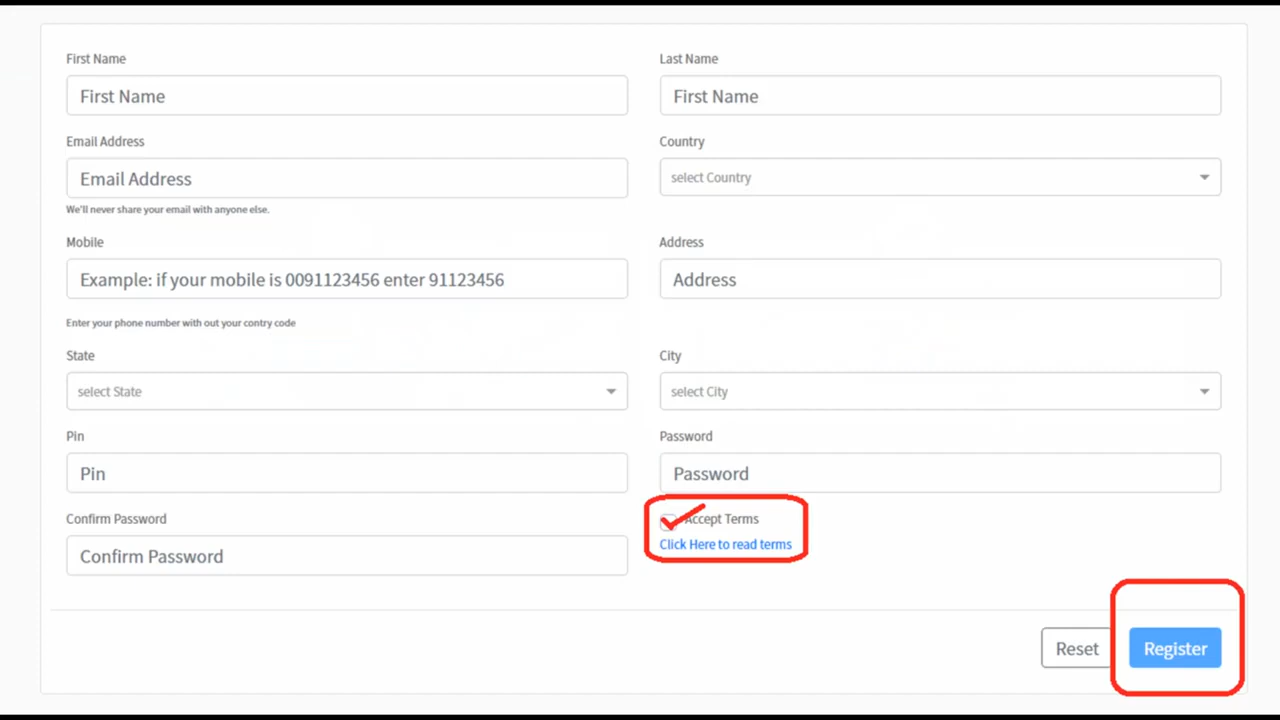 First Name
Last Name
First Name
First Name
Email Address
Country
Email Address
select Country
We'll never share your email with anyone else.
Mobile
Address
Example: if your mobile is 0091123456 enter 91123456
Address
Enter your phone number with out your contry code
State
City
select State
select City
Pin
Password
Pin
Password
Confirm Password
Accept Terms
Click Here to read terms
Confirm Password
Reset
Register